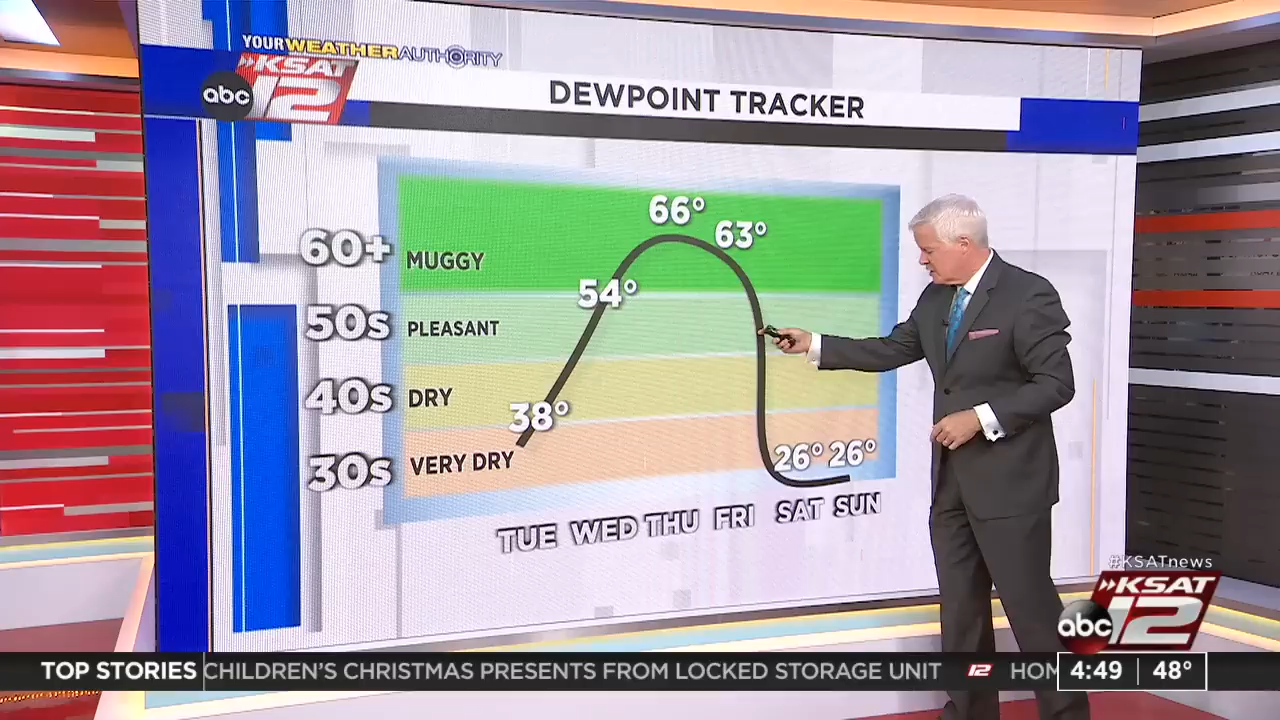 YOUR WEATHER AUTHORITY
KSAT
abc 12
DEWPOINT TRACKER
66°
63°
60+ MUGGY
54°
50s PLEASANT
40s DRY
38°
30s VERY DRY
26° 26°
TUE WED THU FRI SAT SUN
#KSATnews
KSAT
abc 12
TOP STORIES CHILDREN'S CHRISTMAS PRESENTS FROM LOCKED STORAGE UNIT 12 HOM 4:49 48°